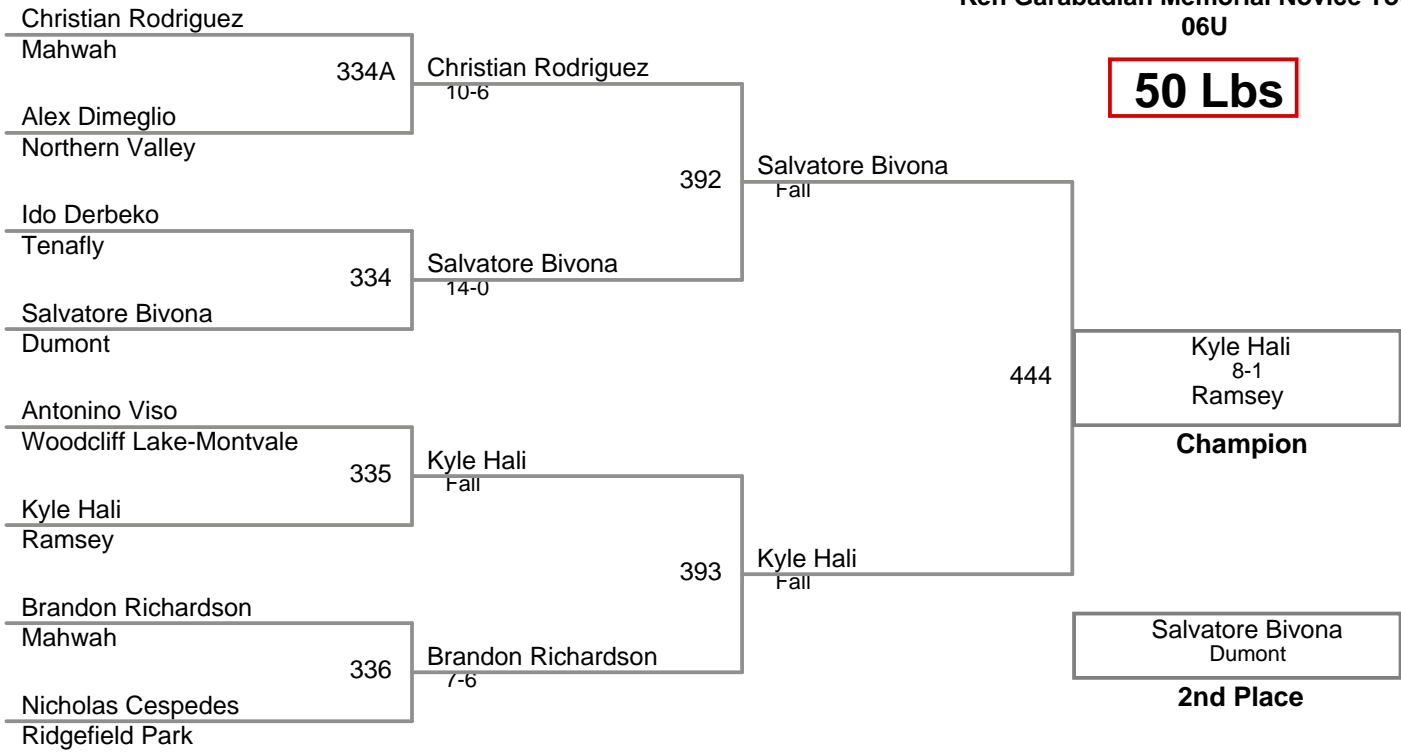 Ken Garabadian Memorial Novice
06U
50 Lbs
Christian Rodriguez
Mahwah
334A
Alex Dimeglio
Northern Valley
Ido Derbeko
Tenafly
334
Salvatore Bivona
Dumont
Antonino Viso
Woodcliff Lake-Montvale
335
Kyle Hali
Ramsey
Brandon Richardson
Mahwah
336
Nicholas Cespedes
Ridgefield Park
Christian Rodriguez
10-6
392
Salvatore Bivona
14-0
Kyle Hali
Fall
393
Brandon Richardson
7-6
Salvatore Bivona
Fall
444
Kyle Hali
Fall
Kyle Hali
8-1
Ramsey
Champion
Salvatore Bivona
Dumont
2nd Place